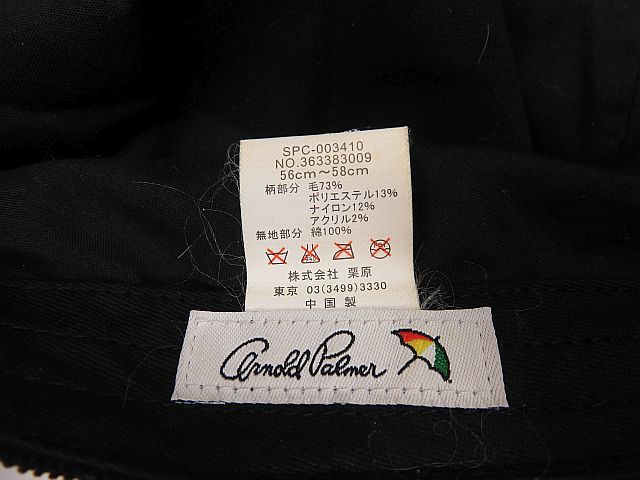 SPC-003410
NO.363383009
56cm～58cm
柄部分 毛73%
ポリエステル13%
ナイロン12%
アクリル2%
無地部分 綿100%
株式会社 栗原
東京 03(3499)3330
中国製
Arnold Palmer